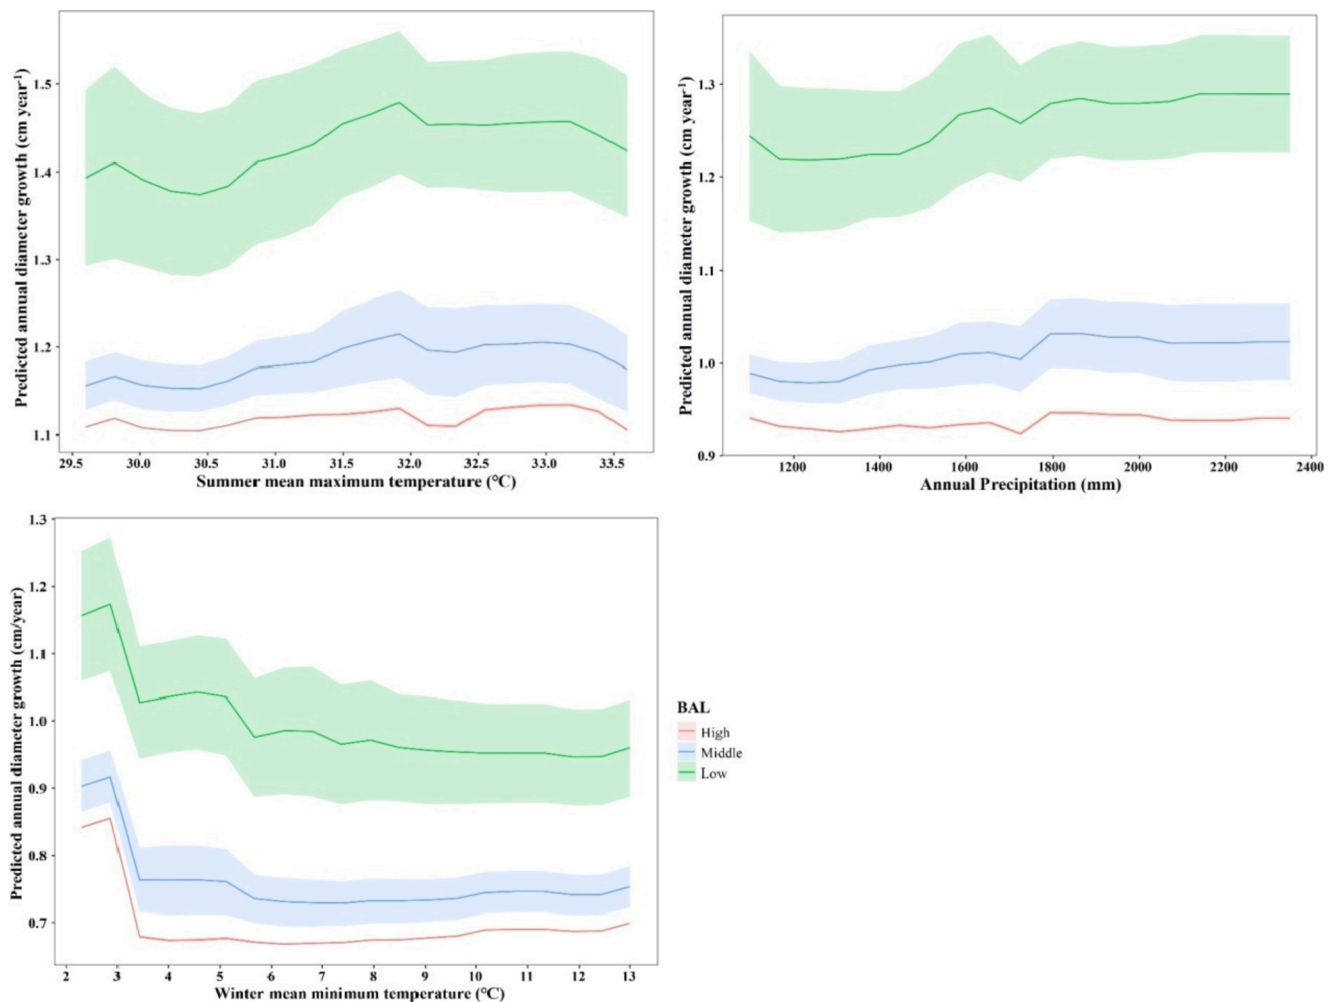 Predicted annual diameter growth (cm year-1)
1.5
1.4
1.3
1.2
1.1
29.5 30.0 30.5 31.0 31.5 32.0 32.5 33.0 33.5
Summer mean maximum temperature (°C)
Predicted annual diameter growth (cm year-1)
1.3
1.2
1.1
1.0
0.9
1200 1400 1600 1800 2000 2200 2400
Annual Precipitation (mm)
Predicted annual diameter growth (cm/year)
1.3
1.2
1.1
1.0
0.9
0.8
0.7
2 3 4 5 6 7 8 9 10 11 12 13
Winter mean minimum temperature (°C)
BAL
High
Middle
Low